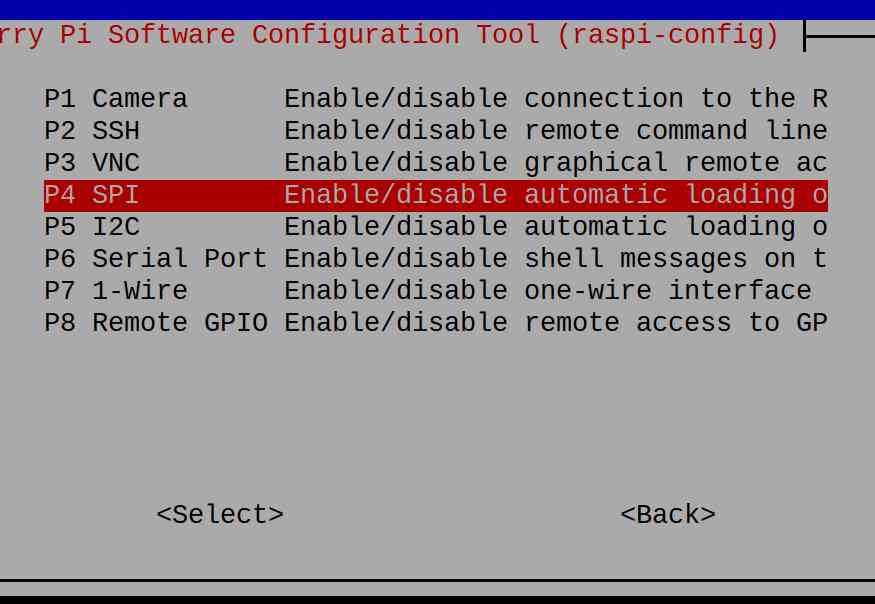 rry Pi Software Configuration Tool (raspi-config)
P1 Camera Enable/disable connection to the R
P2 SSH Enable/disable remote command line
P3 VNC Enable/disable graphical remote ac
P4 SPI Enable/disable automatic loading o
P5 I2C Enable/disable automatic loading o
P6 Serial Port Enable/disable shell messages on t
P7 1-Wire Enable/disable one-wire interface
P8 Remote GPIO Enable/disable remote access to GP
<Select> <Back>